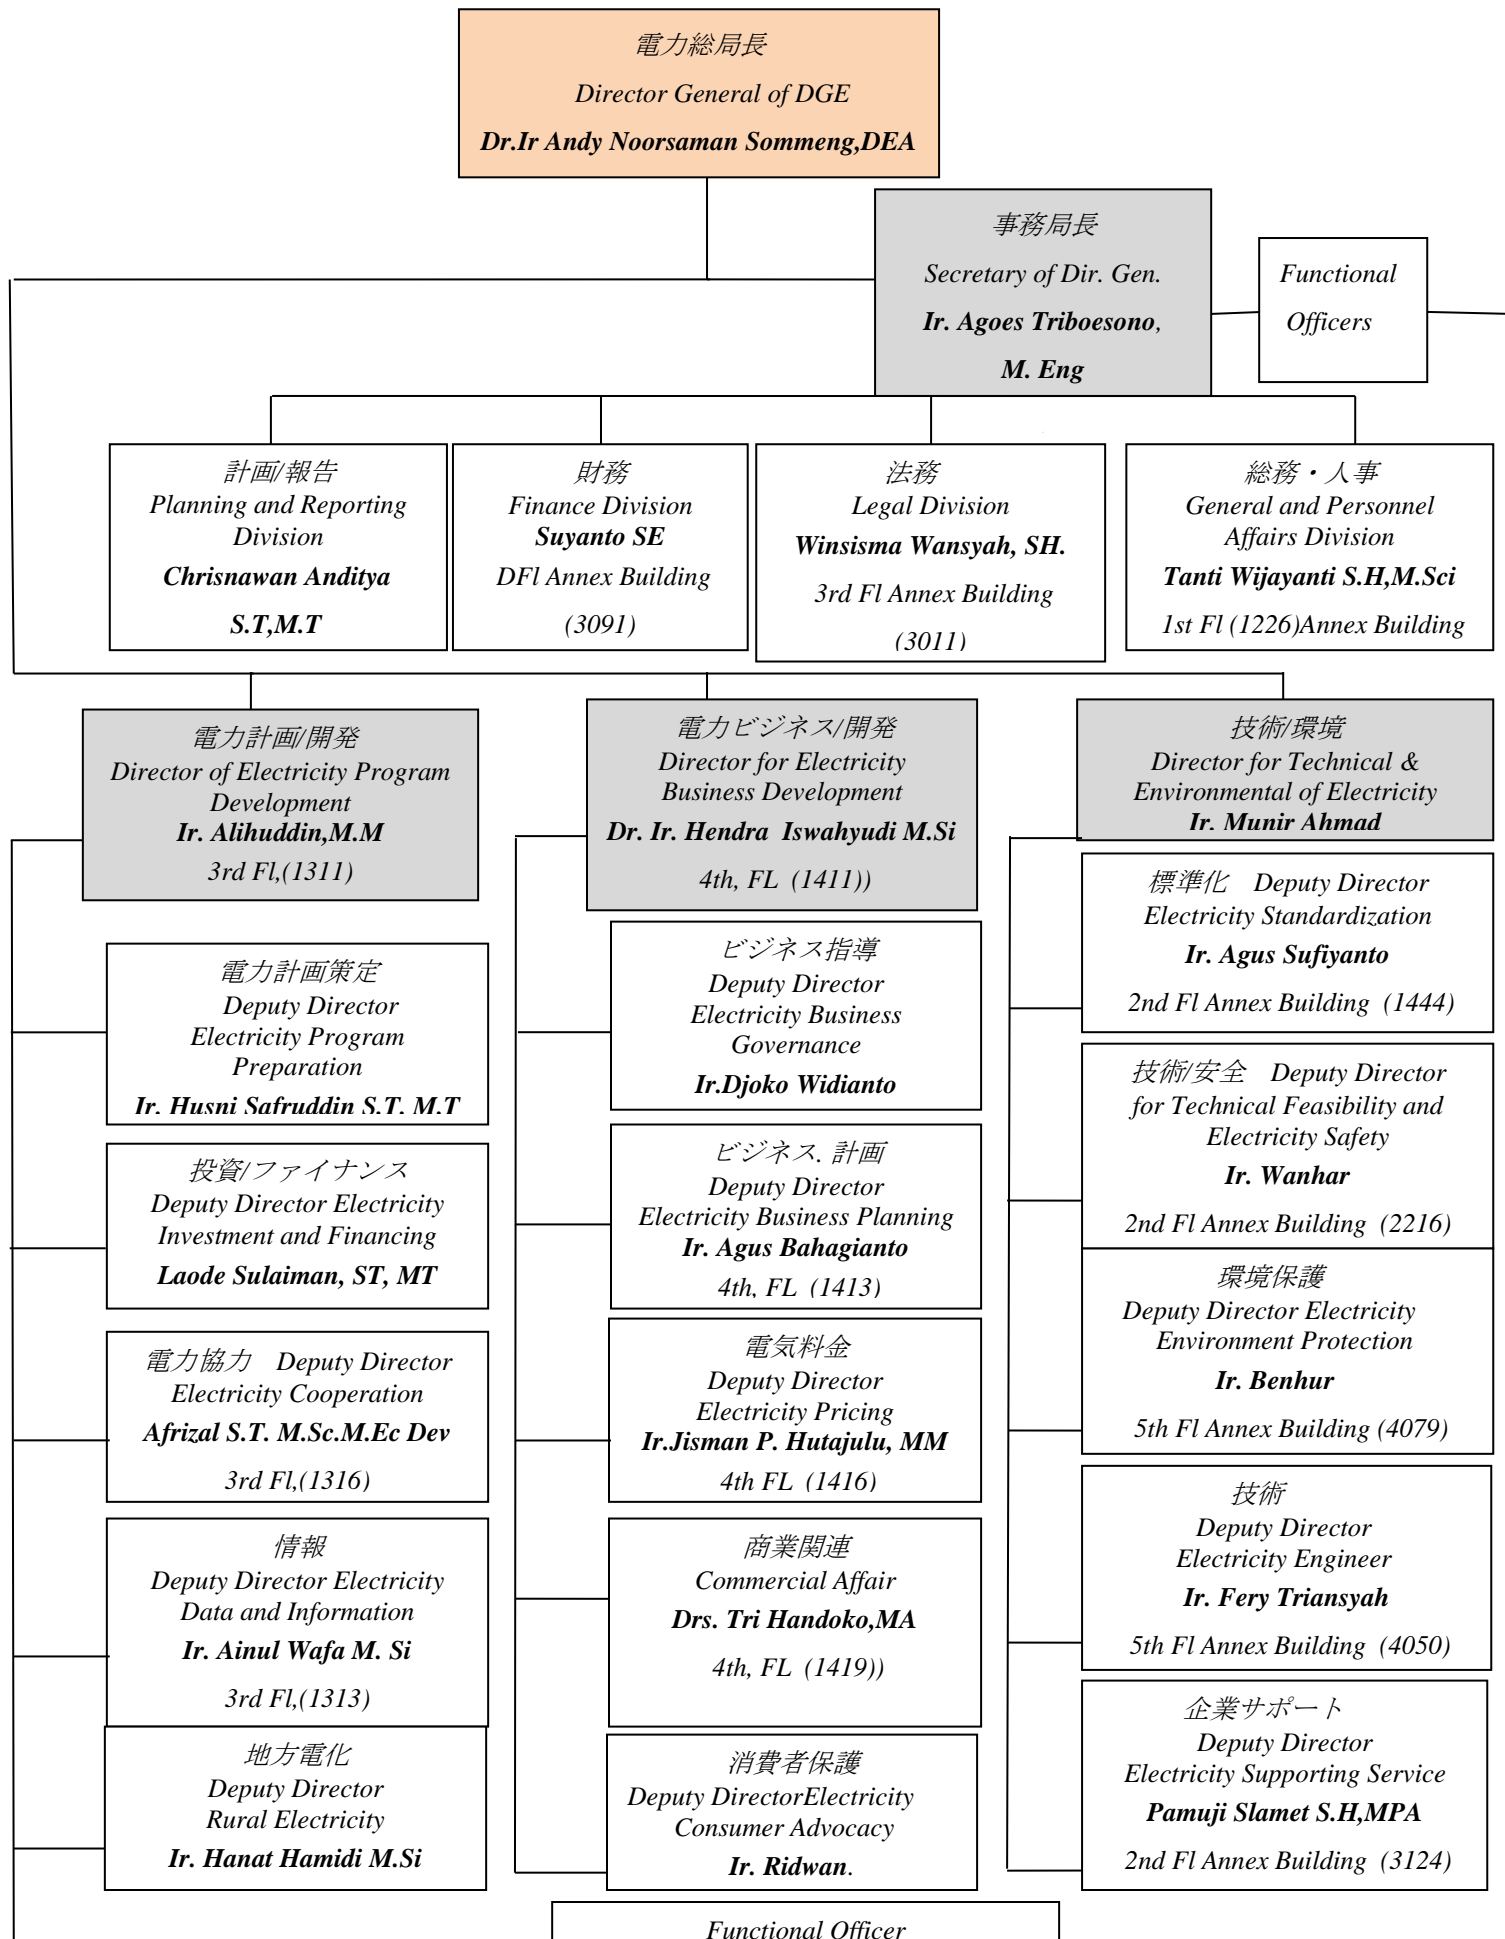 電力総局長
Director General of DGE
Dr.Ir Andy Noorsaman Sommeng,DEA
事務局長
Secretary of Dir. Gen.
Ir. Agoes Triboesono,
M. Eng
Functional
Officers
計画/報告
Planning and Reporting
Division
Chrisnawan Anditya
S.T,M.T
財務
Finance Division
Suyanto SE
DFl Annex Building
(3091)
法務
Legal Division
Winsisma Wansyah, SH.
3rd Fl Annex Building
(3011)
総務・人事
General and Personnel
Affairs Division
Tanti Wijayanti S.H,M.Sci
1st Fl (1226)Annex Building
電力計画/開発
Director of Electricity Program
Development
Ir. Alihuddin,M.M
3rd Fl,(1311)
電力計画策定
Deputy Director
Electricity Program
Preparation
Ir. Husni Safruddin S.T. M.T
投資/ファイナンス
Deputy Director Electricity
Investment and Financing
Laode Sulaiman, ST, MT
電力協力　Deputy Director
Electricity Cooperation
Afrizal S.T. M.Sc.M.Ec Dev
3rd Fl,(1316)
情報
Deputy Director Electricity
Data and Information
Ir. Ainul Wafa M. Si
3rd Fl,(1313)
地方電化
Deputy Director
Rural Electricity
Ir. Hanat Hamidi M.Si
電力ビジネス/開発
Director for Electricity
Business Development
Dr. Ir. Hendra Iswahyudi M.Si
4th, FL (1411))
ビジネス指導
Deputy Director
Electricity Business
Governance
Ir.Djoko Widianto
ビジネス. 計画
Deputy Director
Electricity Business Planning
Ir. Agus Bahagianto
4th, FL (1413)
電気料金
Deputy Director
Electricity Pricing
Ir.Jisman P. Hutajulu, MM
4th FL (1416)
商業関連
Commercial Affair
Drs. Tri Handoko,MA
4th, FL (1419))
消費者保護
Deputy DirectorElectricity
Consumer Advocacy
Ir. Ridwan.
技術/環境
Director for Technical &
Environmental of Electricity
Ir. Munir Ahmad
標準化　Deputy Director
Electricity Standardization
Ir. Agus Sufiyanto
2nd Fl Annex Building (1444)
技術/安全　Deputy Director
for Technical Feasibility and
Electricity Safety
Ir. Wanhar
2nd Fl Annex Building (2216)
環境保護
Deputy Director Electricity
Environment Protection
Ir. Benhur
5th Fl Annex Building (4079)
技術
Deputy Director
Electricity Engineer
Ir. Fery Triansyah
5th Fl Annex Building (4050)
企業サポート
Deputy Director
Electricity Supporting Service
Pamuji Slamet S.H,MPA
2nd Fl Annex Building (3124)
Functional Officer